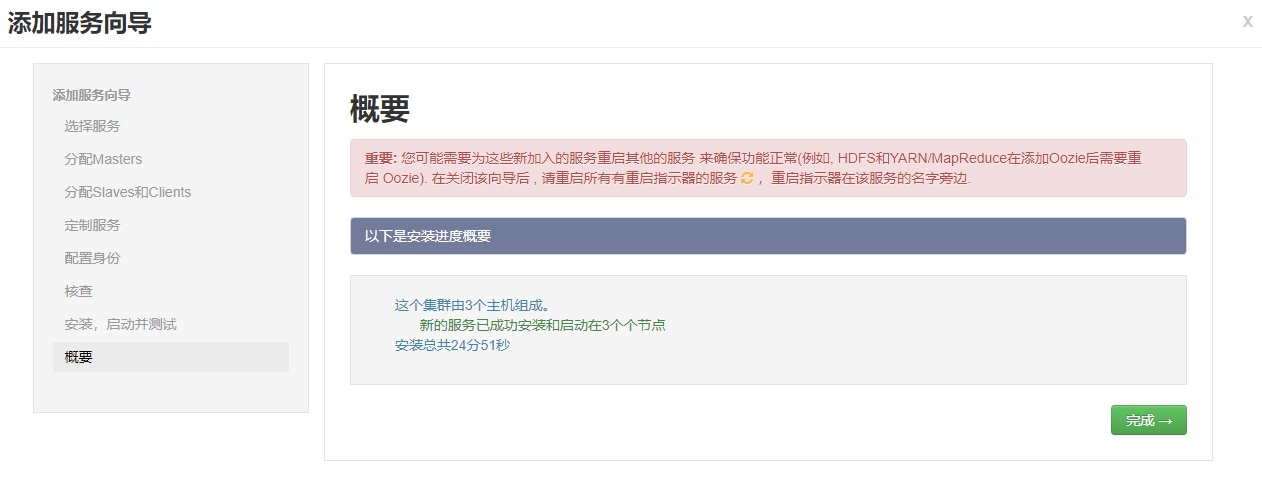 添加服务向导
x
添加服务向导
选择服务
分配Masters
分配Slaves和Clients
定制服务
配置身份
核查
安装，启动并测试
概要
概要
重要: 您可能需要为这些新加入的服务重启其他的服务 来确保功能正常(例如, HDFS和YARN/MapReduce在添加Oozie后需要重
启 Oozie). 在关闭该向导后 , 请重启所有有重启指示器的服务 ，重启指示器在该服务的名字旁边.
以下是安装进度概要
这个集群由3个主机组成。
新的服务已成功安装和启动在3个个节点
安装总共24分51秒
完成 →